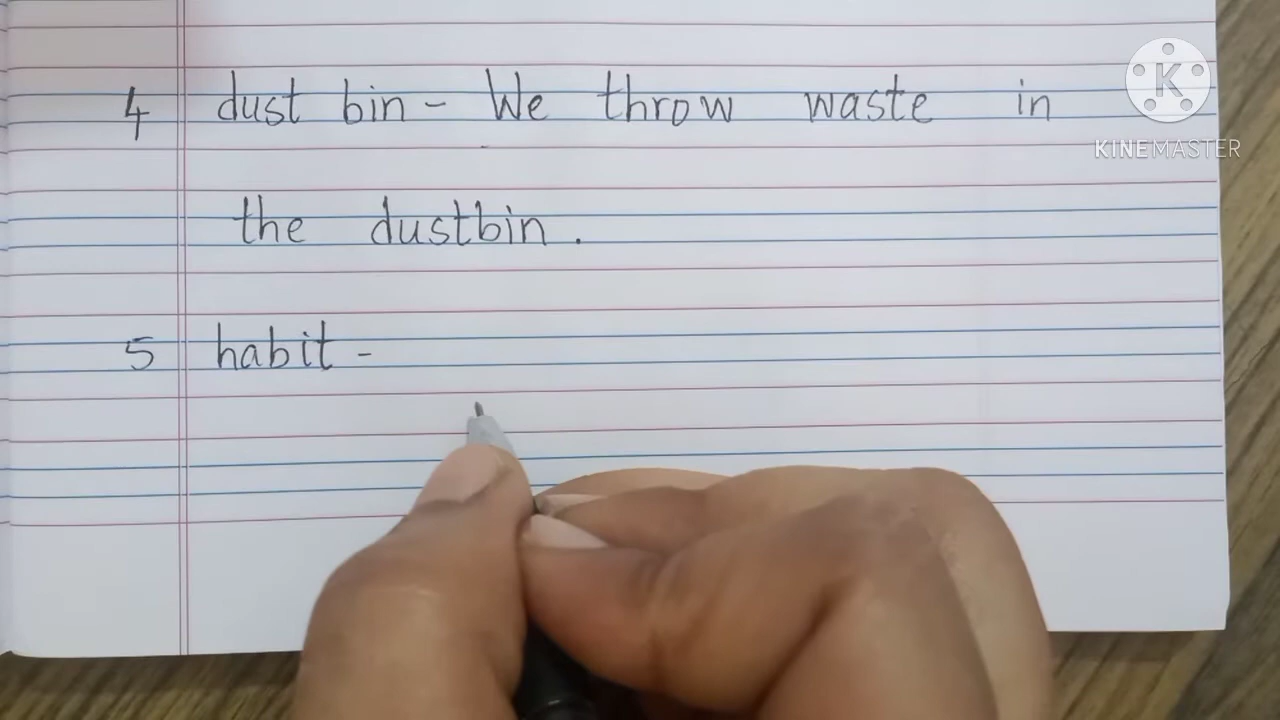 4 dust bin - We throw waste in
the dustbin.
5 habit -
K
KINEMASTER